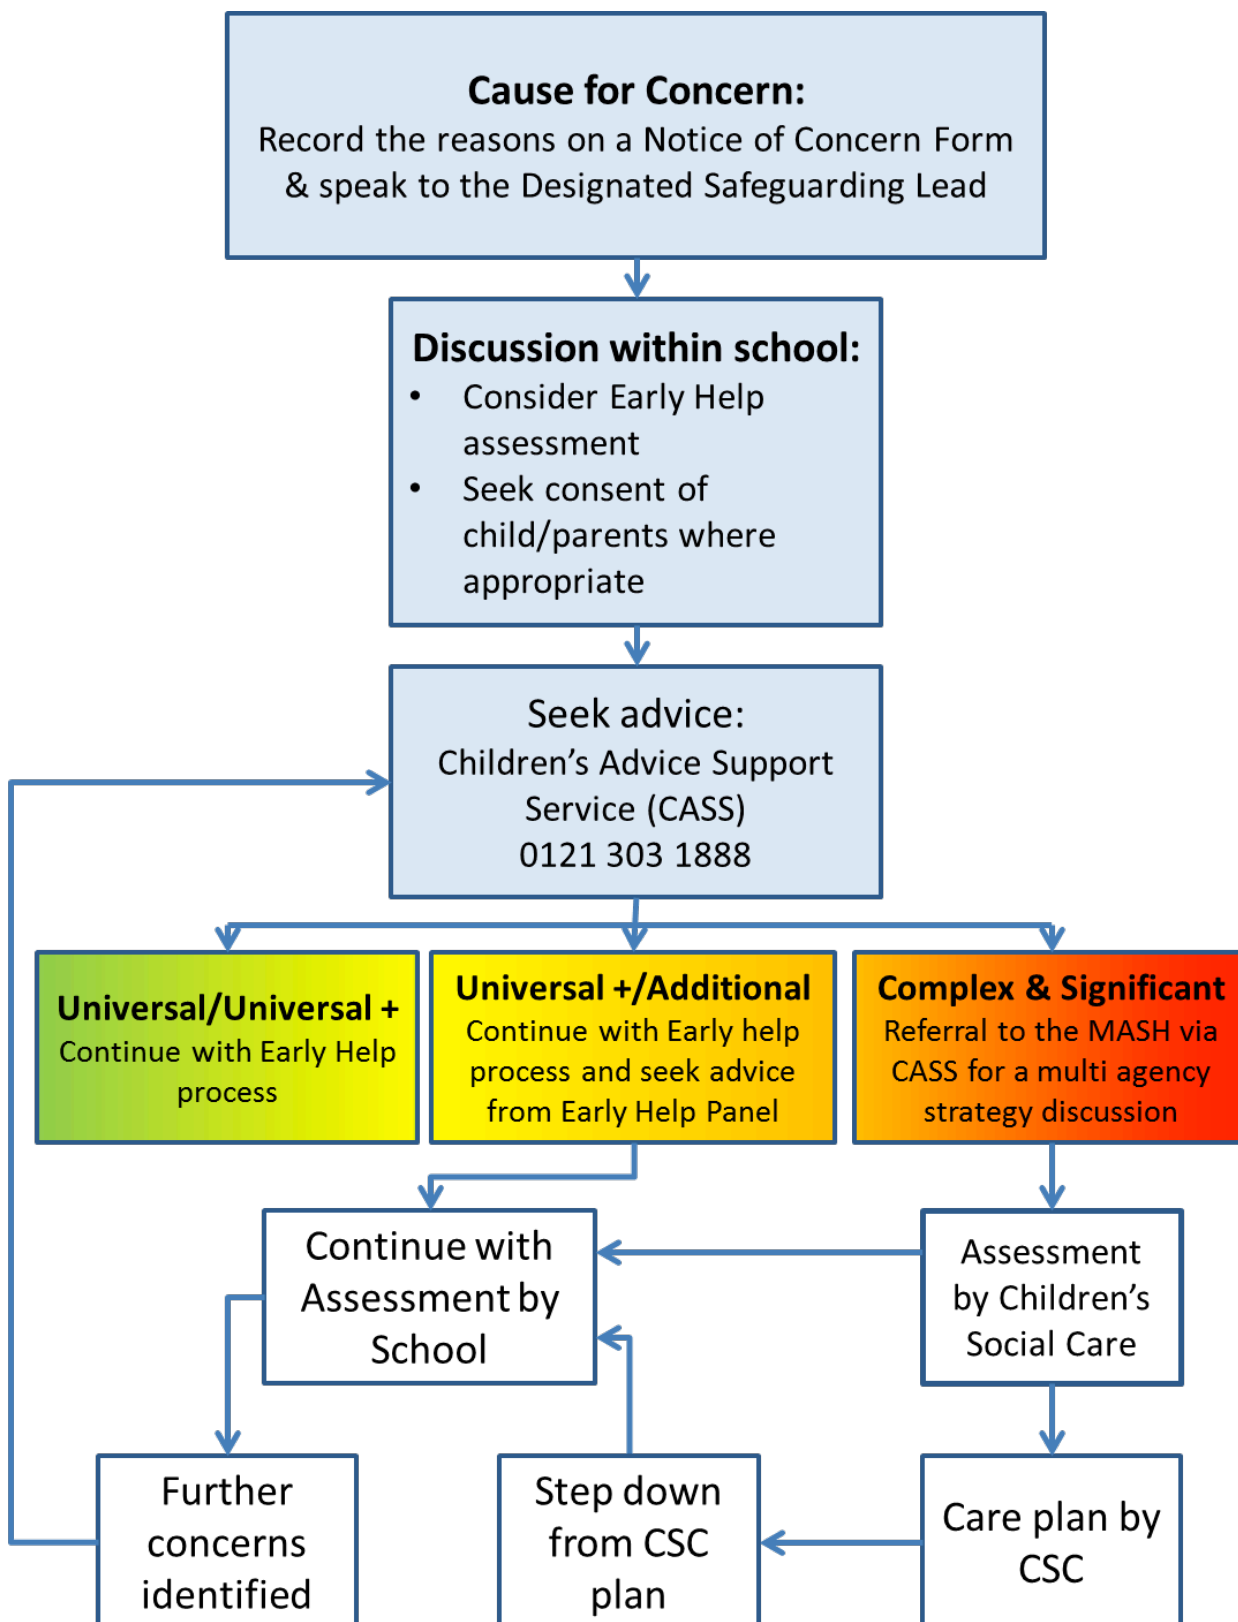 Cause for Concern:
Record the reasons on a Notice of Concern Form
& speak to the Designated Safeguarding Lead
Discussion within school:
• Consider Early Help
assessment
• Seek consent of
child/parents where
appropriate
Seek advice:
Children’s Advice Support
Service (CASS)
0121 303 1888
Universal/Universal +
Continue with Early Help
process
Universal +/Additional
Continue with Early help
process and seek advice
from Early Help Panel
Complex & Significant
Referral to the MASH via
CASS for a multi agency
strategy discussion
Continue with
Assessment by
School
Assessment
by Children’s
Social Care
Further
concerns
identified
Step down
from CSC
plan
Care plan by
CSC